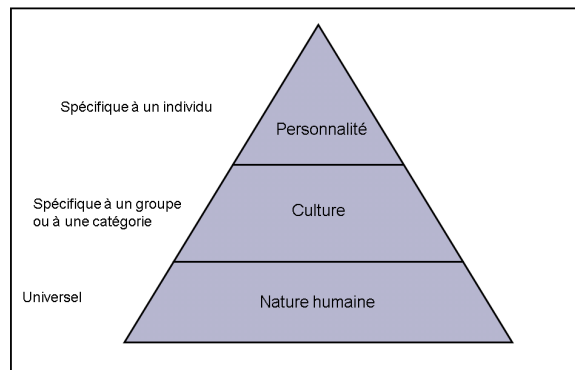 Spécifique à un individu
Personnalité
Spécifique à un groupe
ou à une catégorie
Culture
Universel
Nature humaine